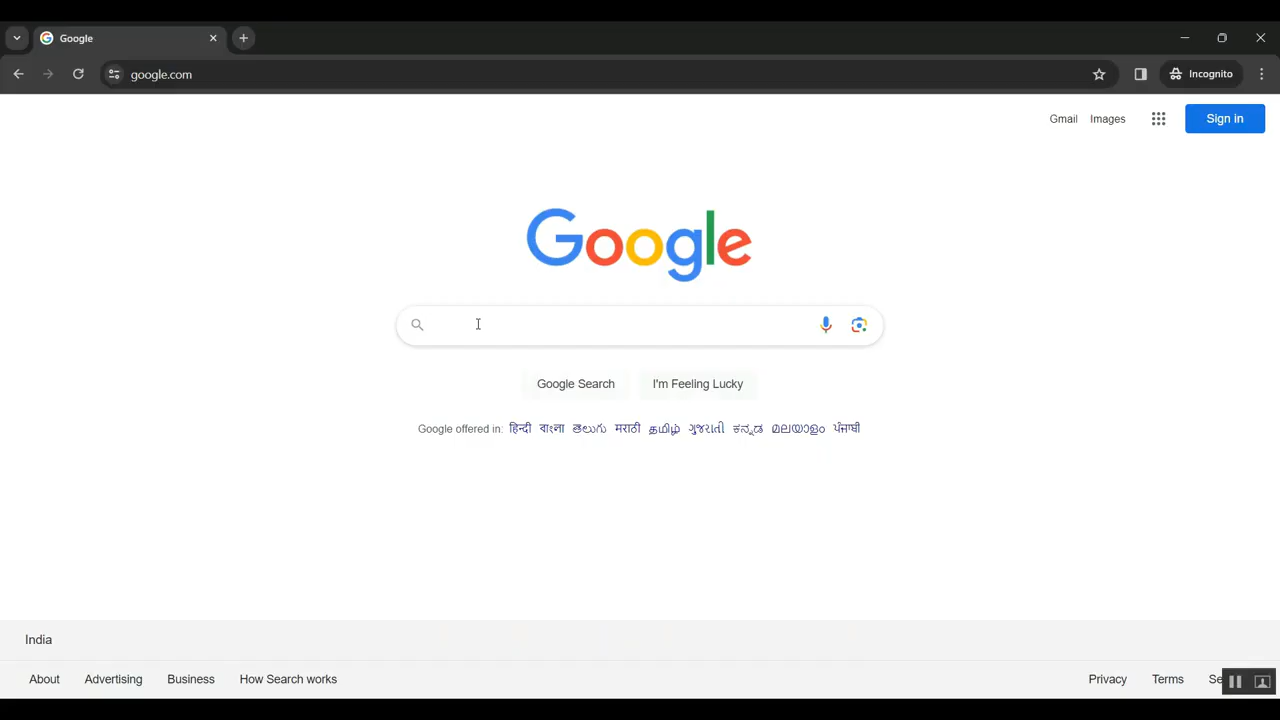 Google
google.com
Incognito
Gmail Images Sign in
Google
Google Search I'm Feeling Lucky
Google offered in: हिन्दी বাংলা తెలుగు मराठी தமிழ் ગુજરાતી ಕನ್ನಡ മലയാളം ਪੰਜਾਬੀ
India
About Advertising Business How Search works Privacy Terms Se